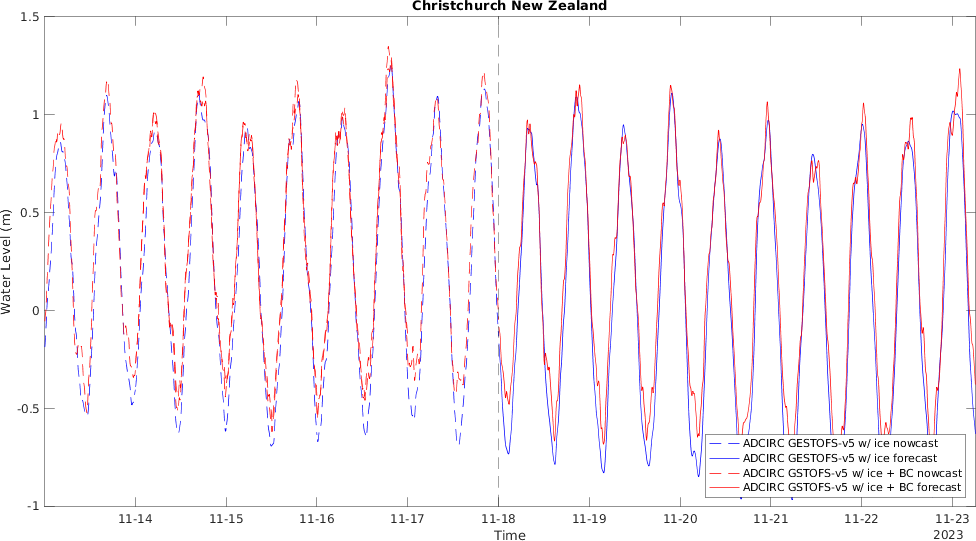 Christchurch New Zealand
1.5
1
0.5
0
-0.5
-1
Water Level (m)
ADCIRC GESTOFS-v5 w/ ice nowcast
ADCIRC GESTOFS-v5 w/ ice forecast
ADCIRC GSTOFS-v5 w/ ice + BC nowcast
ADCIRC GSTOFS-v5 w/ ice + BC forecast
11-14 11-15 11-16 11-17 11-18 11-19 11-20 11-21 11-22 11-23
Time
2023